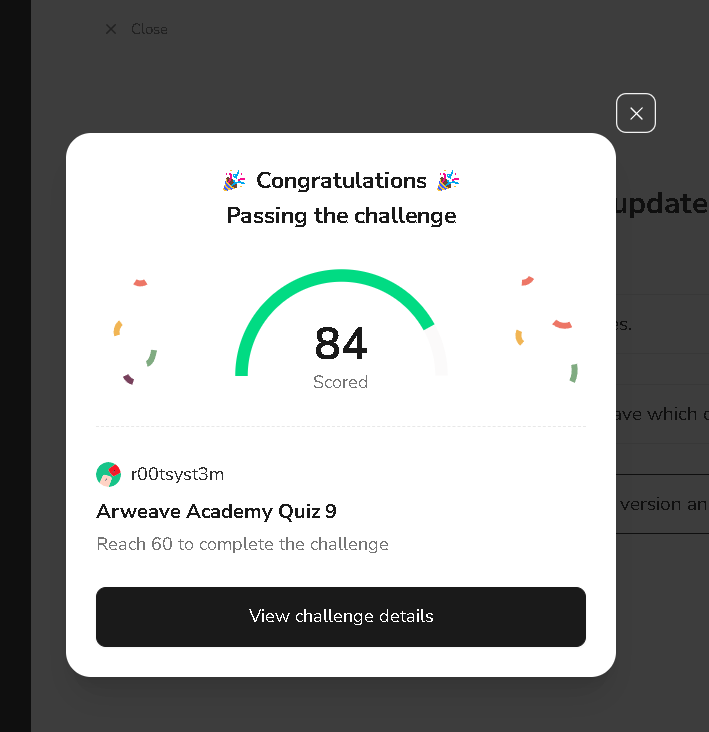 Close
Congratulations
Passing the challenge
update
es.
84
Scored
ave which
r00tsyst3m
version an
Arweave Academy Quiz 9
Reach 60 to complete the challenge
View challenge details